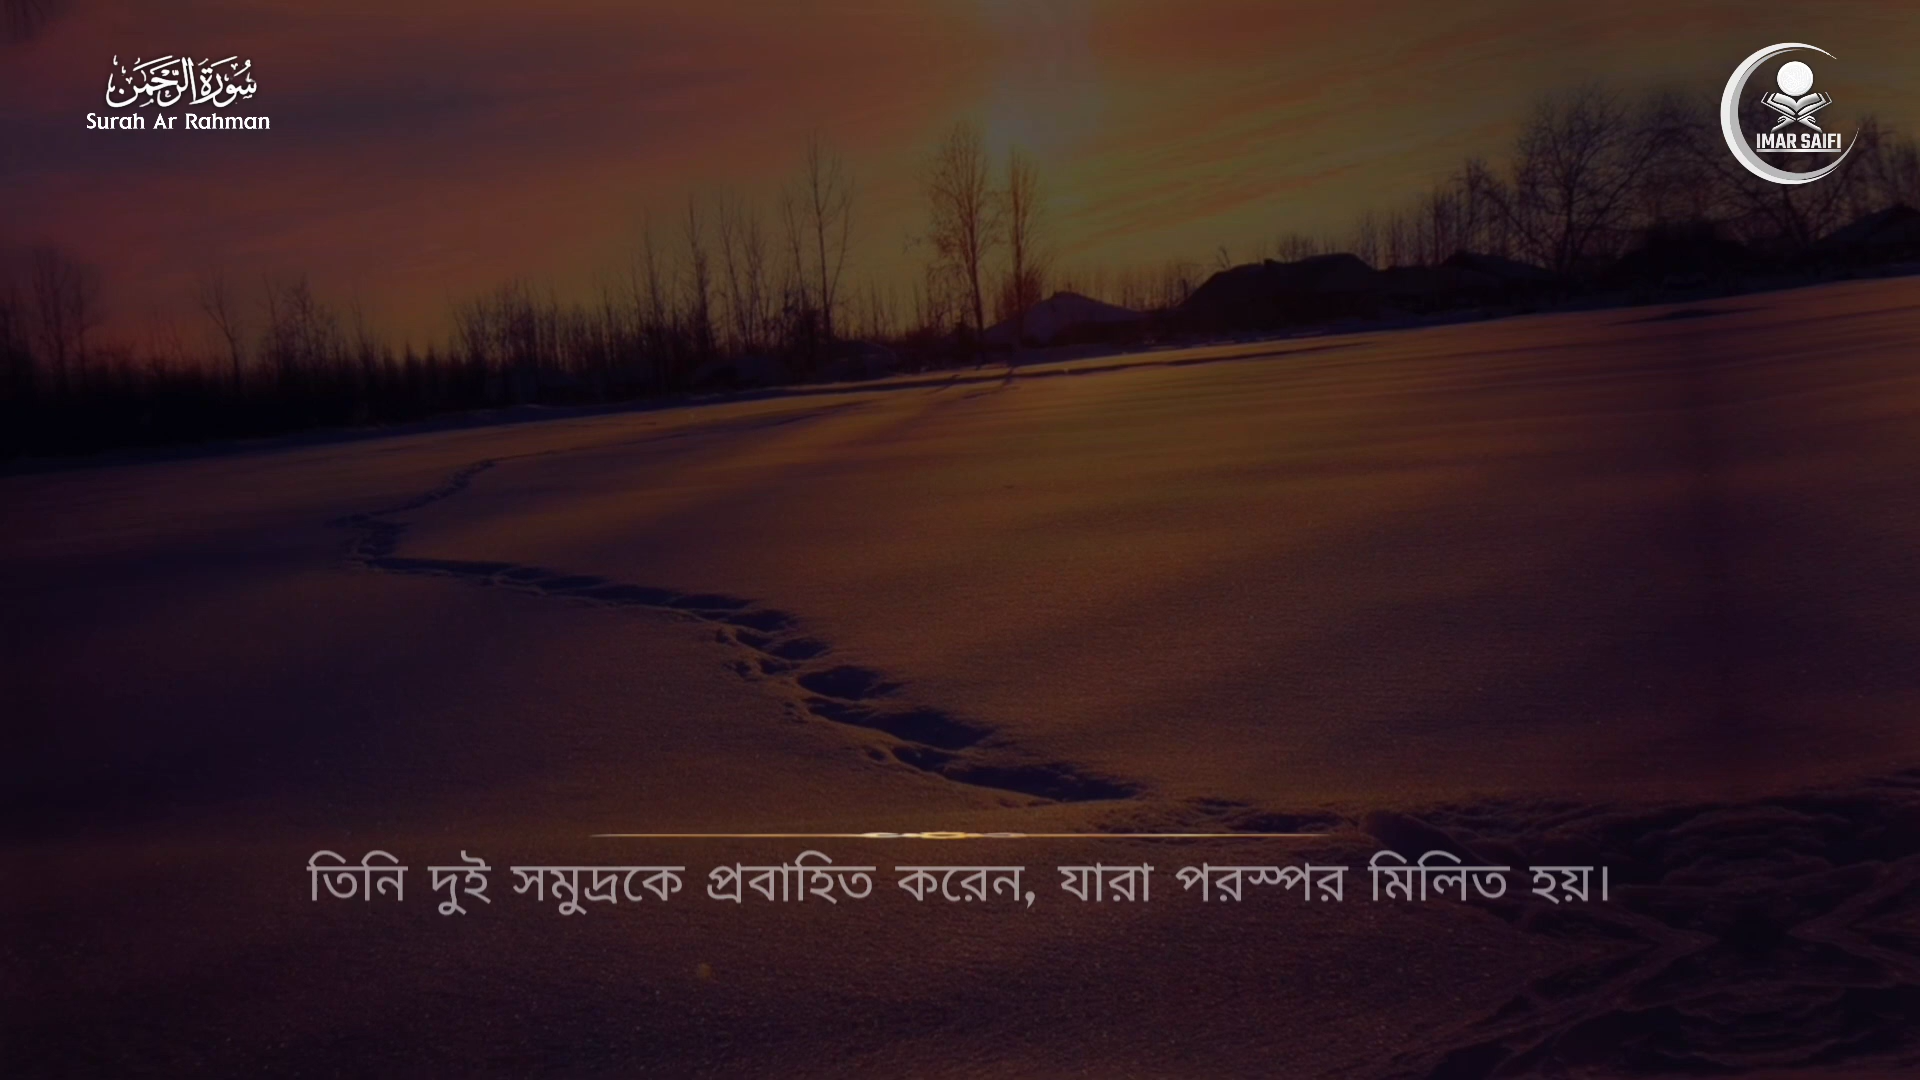 سُورَةُ الرَّحْمَن
Surah Ar Rahman
IMAR SAIFI
তিনি দুই সমুদ্রকে প্রবাহিত করেন, যারা পরস্পর মিলিত হয়।